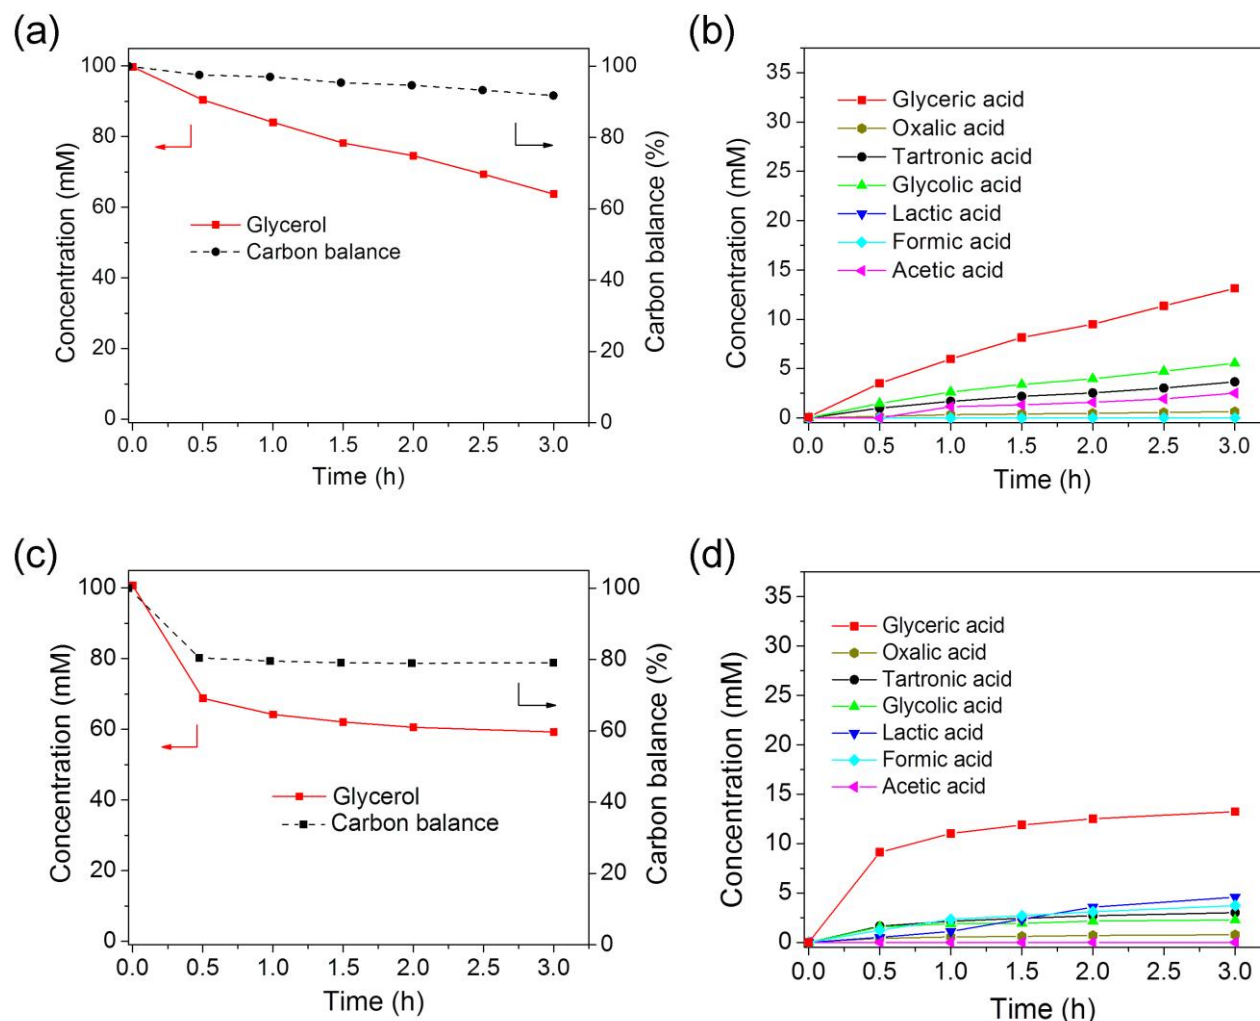 (a)
100
80
60
40
20
0
Concentration (mM)
Glycerol
Carbon balance
100
80
60
40
20
0
Carbon balance (%)
0.0 0.5 1.0 1.5 2.0 2.5 3.0
Time (h)
(b)
35
30
25
20
15
10
5
0
Concentration (mM)
Glyceric acid
Oxalic acid
Tartronic acid
Glycolic acid
Lactic acid
Formic acid
Acetic acid
0.0 0.5 1.0 1.5 2.0 2.5 3.0
Time (h)
(c)
100
80
60
40
20
0
Concentration (mM)
Glycerol
Carbon balance
100
80
60
40
20
0
Carbon balance (%)
0.0 0.5 1.0 1.5 2.0 2.5 3.0
Time (h)
(d)
35
30
25
20
15
10
5
0
Concentration (mM)
Glyceric acid
Oxalic acid
Tartronic acid
Glycolic acid
Lactic acid
Formic acid
Acetic acid
0.0 0.5 1.0 1.5 2.0 2.5 3.0
Time (h)